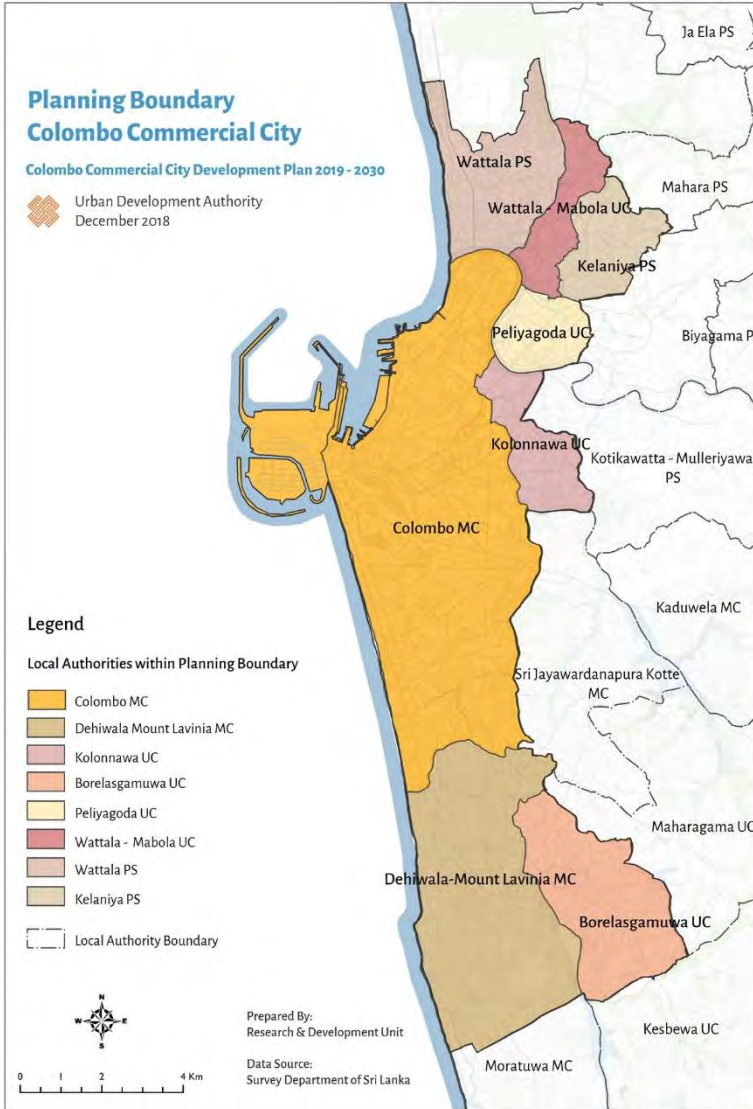 Planning Boundary
Colombo Commercial City
Colombo Commercial City Development Plan 2019 - 2030
Urban Development Authority
December 2018
Ja Ela PS
Wattala PS
Mahara PS
Wattala - Mabola UC
Kelaniya PS
Peliyagoda UC
Biyagama P
Kolonnawa UC
Kotikawatta - Mulleriyawa
PS
Colombo MC
Kaduwela MC
Sri Jayawardanapura Kotte
MC
Maharagama UC
Dehiwala-Mount Lavinia MC
Borelasgamuwa UC
Kesbewa UC
Moratuwa MC
Legend
Local Authorities within Planning Boundary
Colombo MC
Dehiwala Mount Lavinia MC
Kolonnawa UC
Borelasgamuwa UC
Peliyagoda UC
Wattala - Mabola UC
Wattala PS
Kelaniya PS
Local Authority Boundary
N
W E
S
0 1 2 4 Km
Prepared By:
Research & Development Unit
Data Source:
Survey Department of Sri Lanka